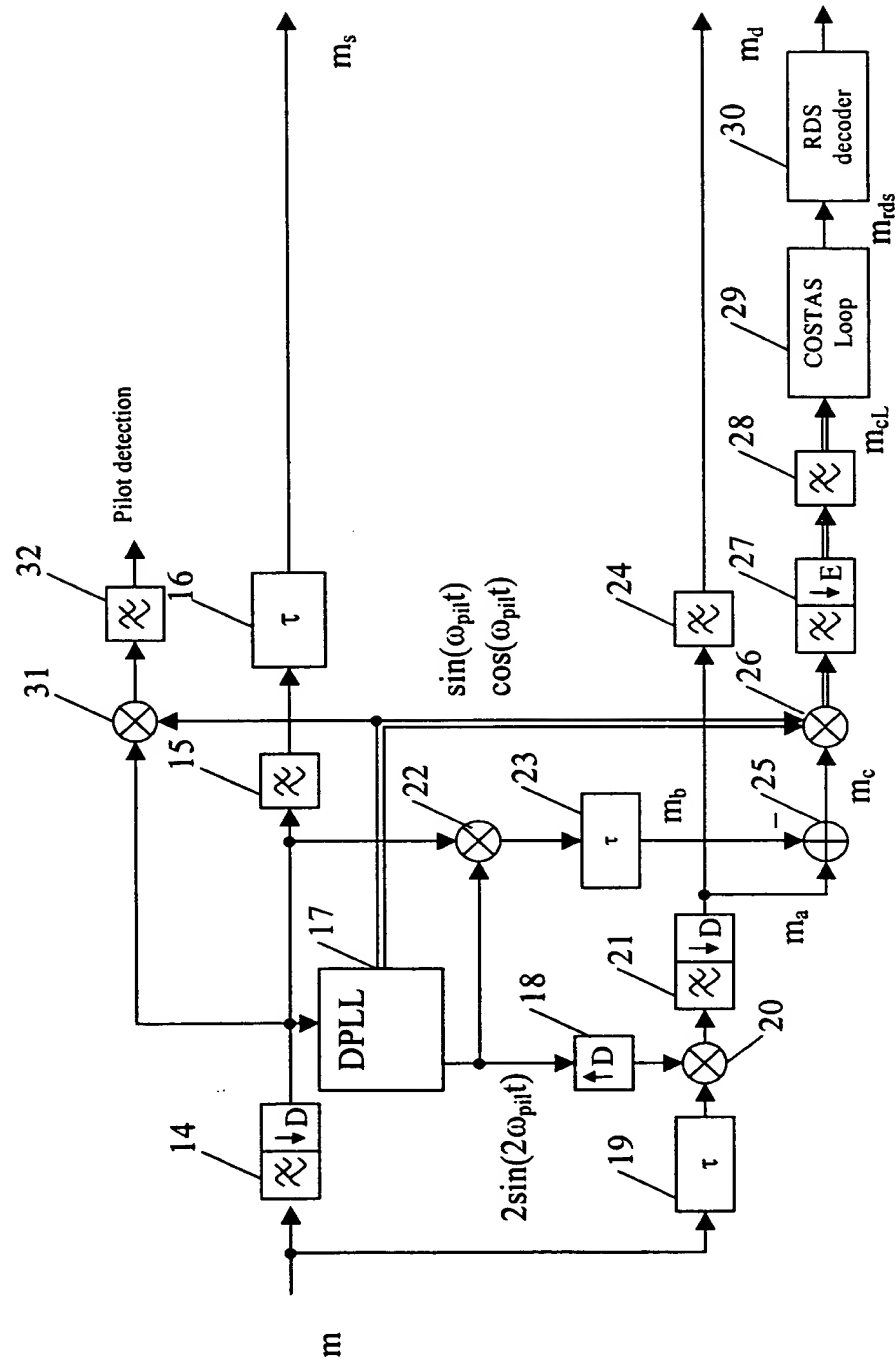 m
14
↓D
DPLL
17
2sin(2ω_pil t)
18
↑D
19
τ
20
21
↓D
m_a
22
23
τ
m_b
−
25
m_c
31
32
Pilot detection
15
16
τ
m_s
sin(ω_pil t)
cos(ω_pil t)
24
26
27
↓E
28
m_cL
29
COSTAS
Loop
m_rds
30
RDS
decoder
m_d